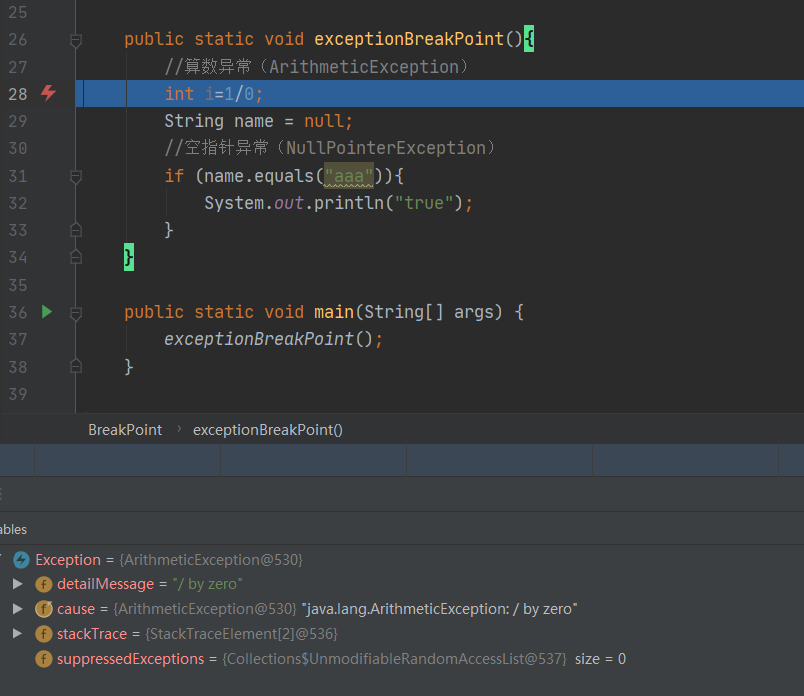 25
26 public static void exceptionBreakPoint(){
27 //算数异常（ArithmeticException）
28 int i=1/0;
29 String name = null;
30 //空指针异常（NullPointerException）
31 if (name.equals("aaa")){
32 System.out.println("true");
33 }
34 }
35
36 public static void main(String[] args) {
37 exceptionBreakPoint();
38 }
39
BreakPoint › exceptionBreakPoint()
ables
Exception = {ArithmeticException@530}
f detailMessage = "/ by zero"
f cause = {ArithmeticException@530} "java.lang.ArithmeticException: / by zero"
f stackTrace = {StackTraceElement[2]@536}
f suppressedExceptions = {Collections$UnmodifiableRandomAccessList@537} size = 0